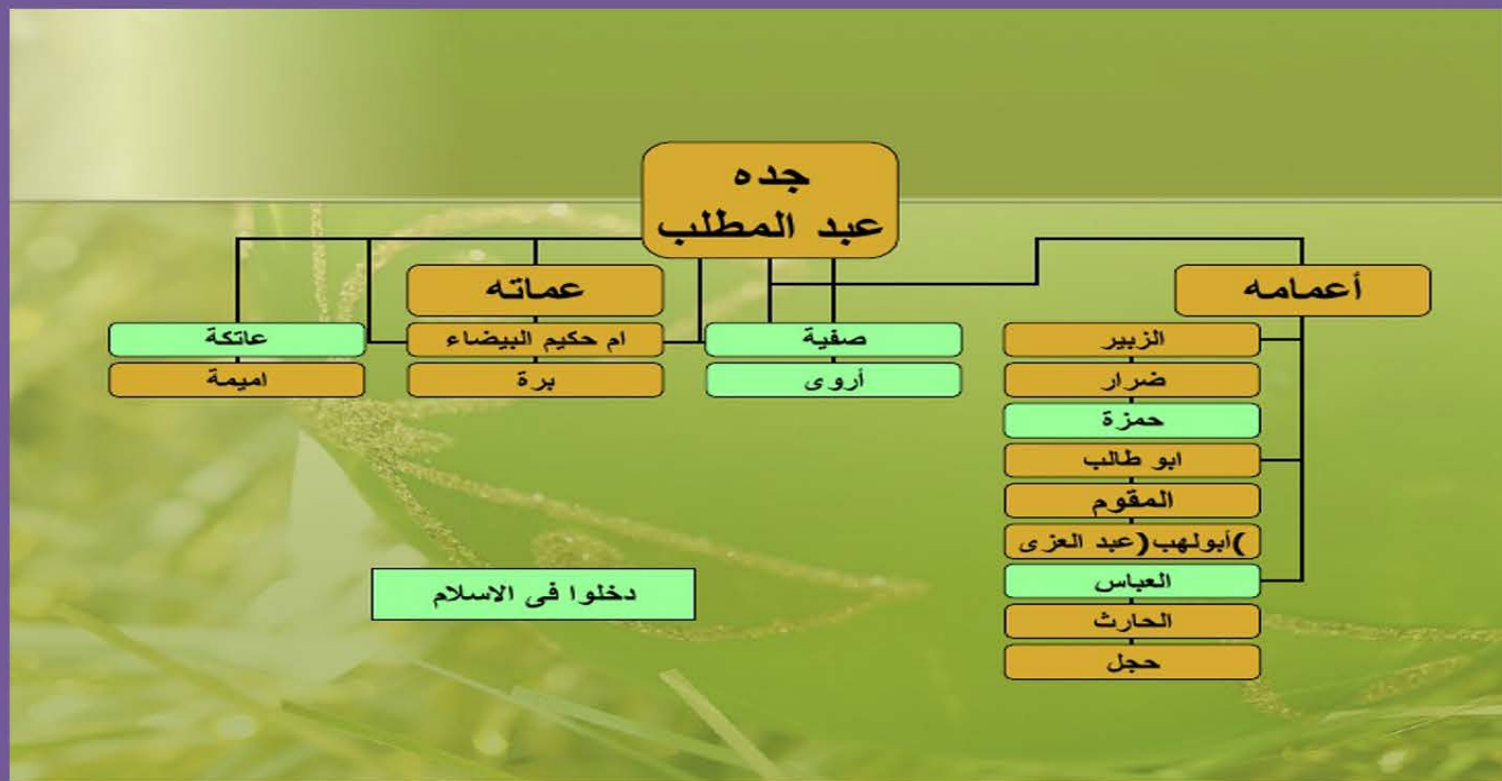 جده
عبد المطلب
أعمامه
الزبير
ضرار
حمزة
ابو طالب
المقوم
)أبولهب(عبد العزى
العباس
الحارث
حجل
عماته
صفية
أروى
ام حكيم البيضاء
برة
عاتكة
اميمة
دخلوا فى الاسلام